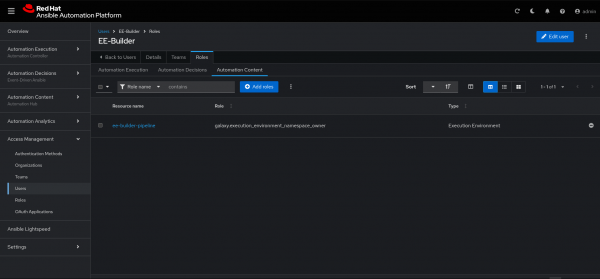 Red Hat
Ansible Automation Platform
admin
Overview
Automation Execution
Automation Controller
Automation Decisions
Event-Driven Ansible
Automation Content
Automation Hub
Automation Analytics
Access Management
Authentication Methods
Organizations
Teams
Users
Roles
OAuth Applications
Ansible Lightspeed
Settings
Users > EE-Builder > Roles
EE-Builder
Edit user
Back to Users Details Teams Roles
Automation Execution Automation Decisions Automation Content
Role name contains Add roles Sort 1-1 of 1
Resource name Role Type
ee-builder-pipeline galaxy.execution_environment_namespace_owner Execution Environment